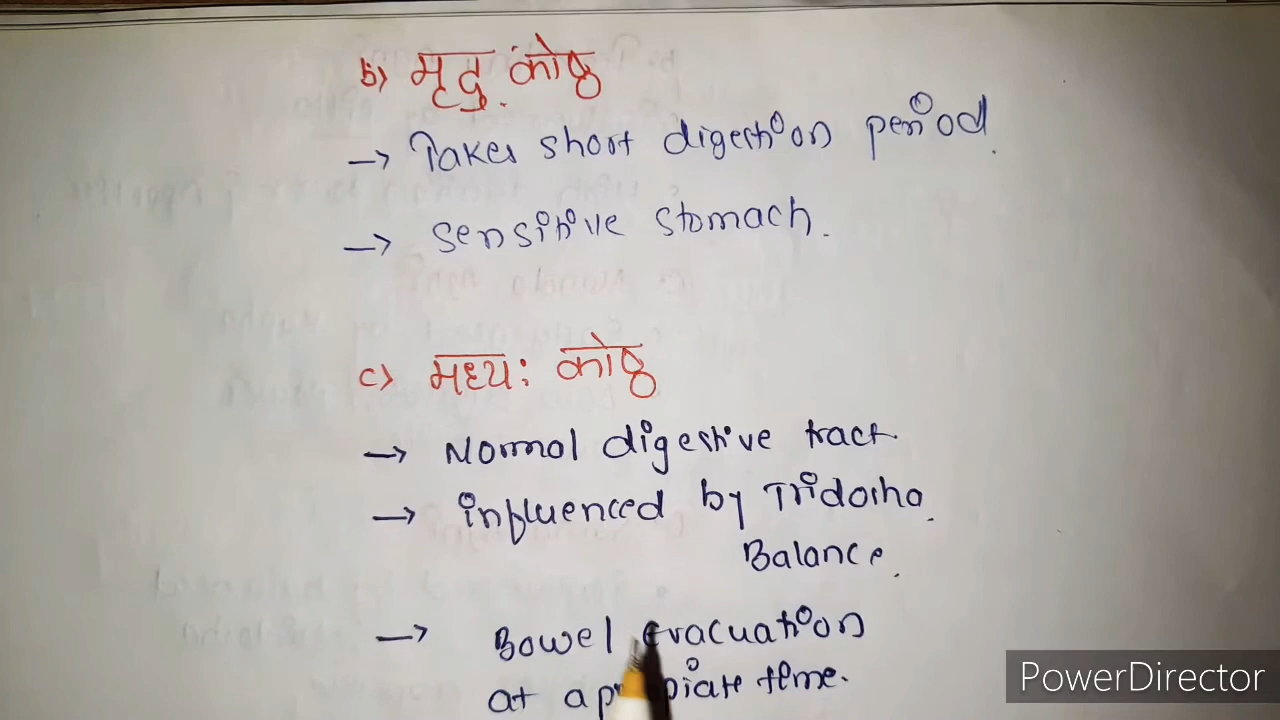 b) मृदु कोष्ठ
→ Takes short digestion period.
→ sensitive stomach.
c) मध्य: कोष्ठ
→ Normal digestive tract
→ influenced by Tridosha
Balance.
→ Bowel evacuation
at time.
PowerDirector